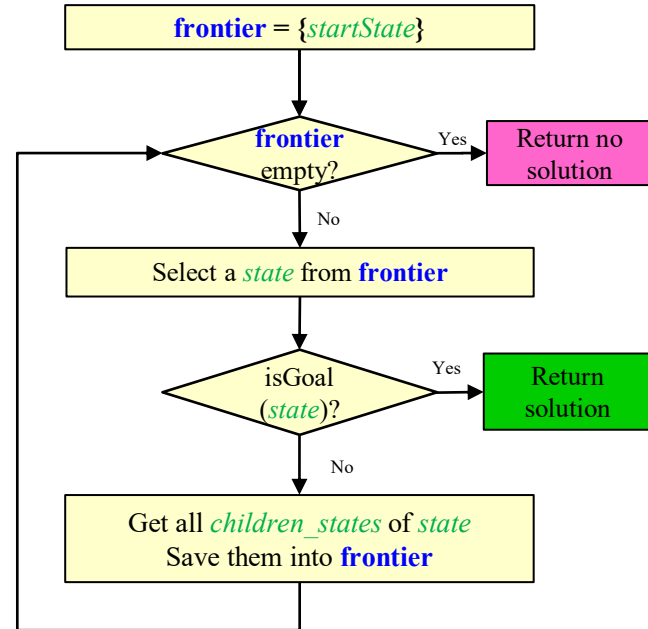 frontier = {startState}
frontier
empty?
Yes
Return no
solution
No
Select a state from frontier
isGoal
(state)?
Yes
Return
solution
No
Get all children_states of state
Save them into frontier